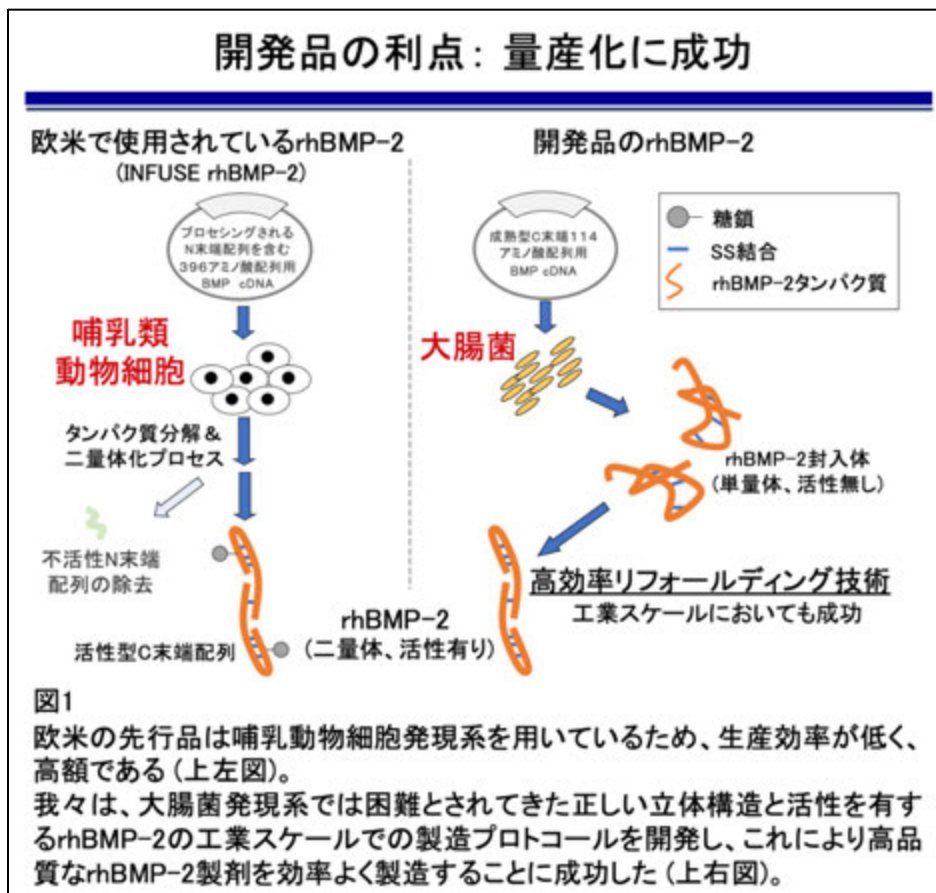 開発品の利点：量産化に成功
欧米で使用されているrhBMP-2
(INFUSE rhBMP-2)
プロセシングされる
N末端配列を含む
396アミノ酸配列用
BMP cDNA
哺乳類
動物細胞
タンパク質分解＆
二量体化プロセス
不活性N末端
配列の除去
活性型C末端配列
開発品のrhBMP-2
成熟型C末端114
アミノ酸配列用
BMP cDNA
大腸菌
糖鎖
SS結合
rhBMP-2タンパク質
rhBMP-2封入体
(単量体、活性無し)
高効率リフォールディング技術
工業スケールにおいても成功
rhBMP-2
(二量体、活性有り)
図1
欧米の先行品は哺乳動物細胞発現系を用いているため、生産効率が低く、
高額である（上左図）。
我々は、大腸菌発現系では困難とされてきた正しい立体構造と活性を有す
るrhBMP-2の工業スケールでの製造プロトコールを開発し、これにより高品
質なrhBMP-2製剤を効率よく製造することに成功した（上右図）。